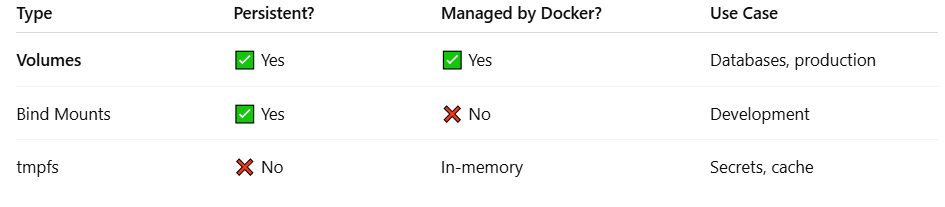 Type Persistent? Managed by Docker? Use Case
Volumes ✅ Yes ✅ Yes Databases, production
Bind Mounts ✅ Yes ❌ No Development
tmpfs ❌ No In-memory Secrets, cache